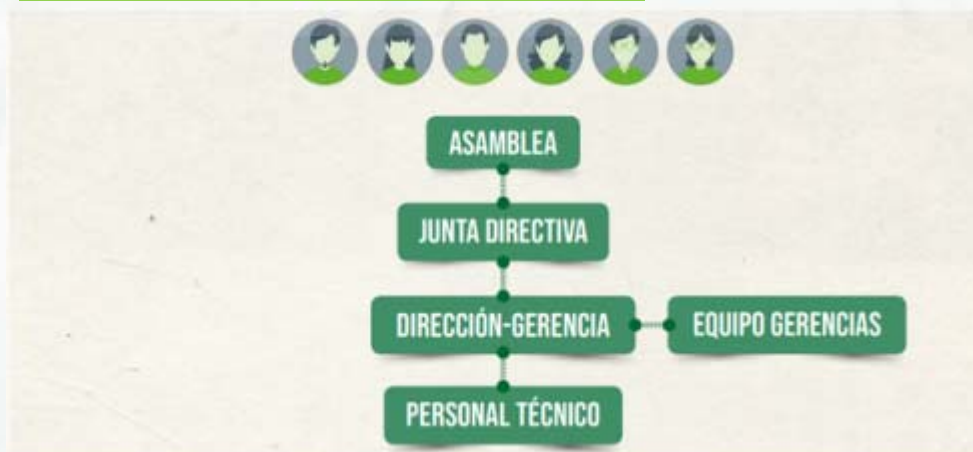 ASAMBLEA
JUNTA DIRECTIVA
DIRECCIÓN-GERENCIA
EQUIPO GERENCIAS
PERSONAL TÉCNICO